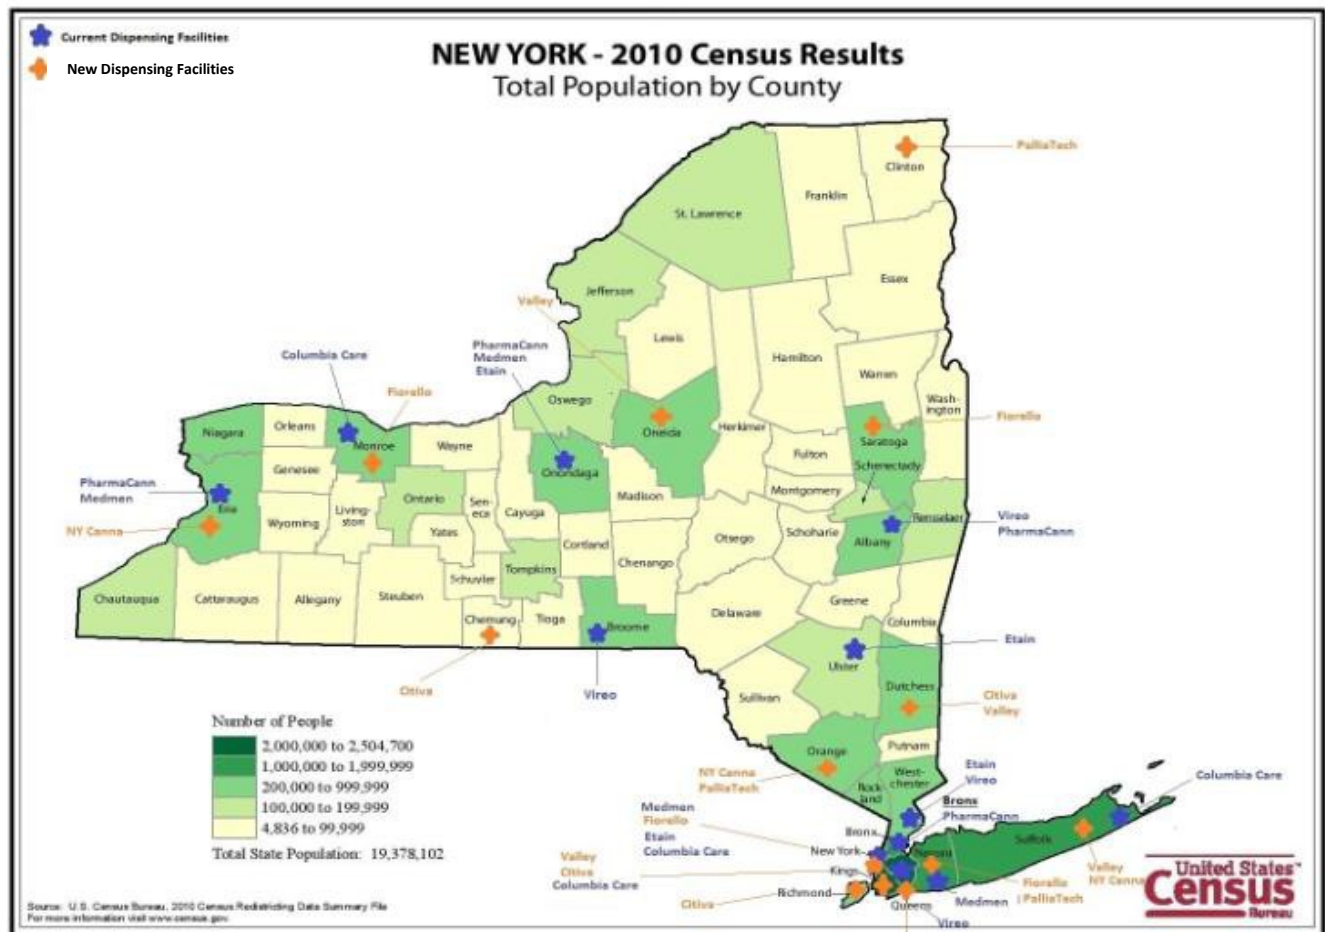 Current Dispensing Facilities
New Dispensing Facilities
NEW YORK - 2010 Census Results
Total Population by County
PalliaTech
Clinton
Franklin
St. Lawrence
Essex
Jefferson
Valley
Lewis
Hamilton
PharmaCann
Medmen
Etain
Columbia Care
Warren
Fiorello
Oswego
Wash-
ington
Fiorello
Niagara
Orleans
Monroe
Wayne
Oneida
Herkimer
Saratoga
Fulton
Schenectady
Genesee
Onondaga
PharmaCann
Medmen
Ontario
Madison
Montgomery
Erie
Living-
ston
Sen-
eca
Cayuga
NY Canna
Wyoming
Yates
Otsego
Schoharie
Albany
Rensselaer
Vireo
PharmaCann
Cortland
Chenango
Tompkins
Schuyler
Chautauqua
Cattaraugus
Allegany
Steuben
Delaware
Greene
Chemung
Tioga
Broome
Columbia
Etain
Ulster
Citiva
Vireo
Sullivan
Dutchess
Citiva
Valley
Number of People
2,000,000 to 2,504,700
1,000,000 to 1,999,999
200,000 to 999,999
100,000 to 199,999
4,836 to 99,999
Total State Population: 19,378,102
Orange
Putnam
NY Canna
PalliaTech
Rock
land
West-
chester
Etain
Vireo
Columbia Care
Medmen
Fiorello
Bronx
PharmaCann
Etain
Columbia Care
Bronx
Suffolk
New York
Nassau
Valley
Citiva
Columbia Care
Kings
Valley
NY Canna
Fiorello
PalliaTech
Richmond
Citiva
Queens
Medmen
Vireo
United States™
Census
Bureau
Source: U.S. Census Bureau, 2010 Census Redistricting Data Summary File
For more information visit www.census.gov.